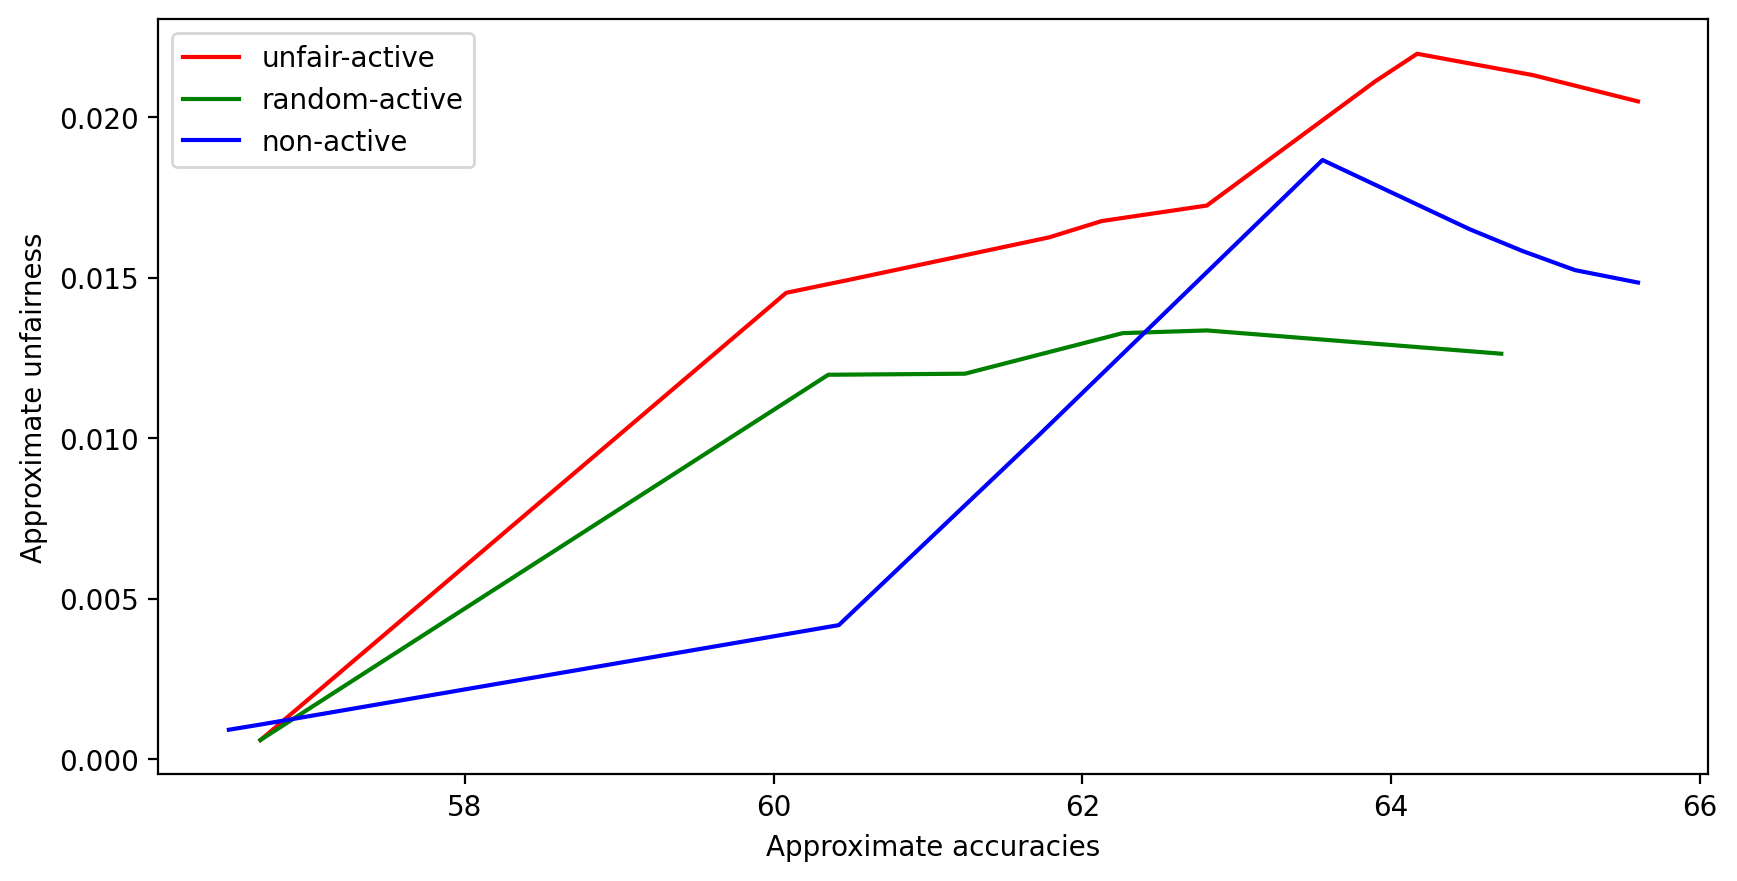 unfair-active
random-active
non-active
0.020
0.015
0.010
0.005
0.000
Approximate unfairness
58 60 62 64 66
Approximate accuracies